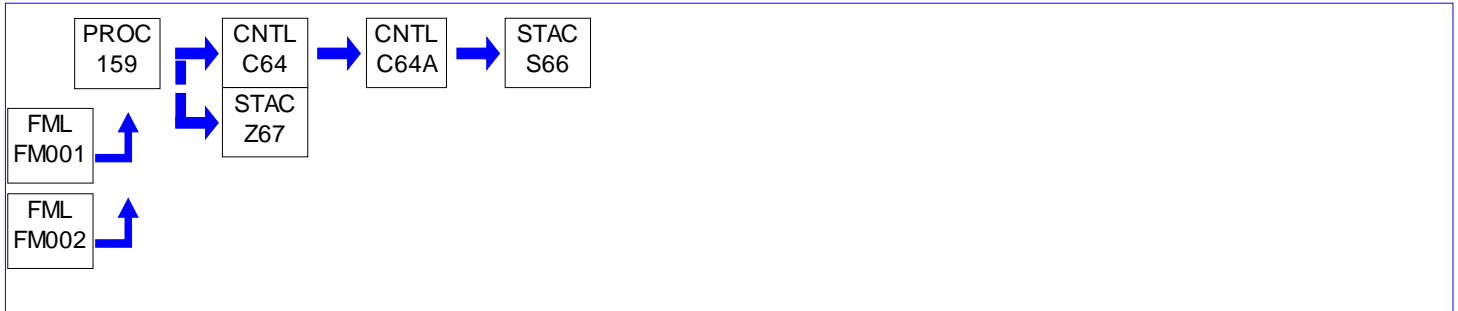 PROC
159
CNTL
C64
CNTL
C64A
STAC
S66
STAC
Z67
FML
FM001
FML
FM002